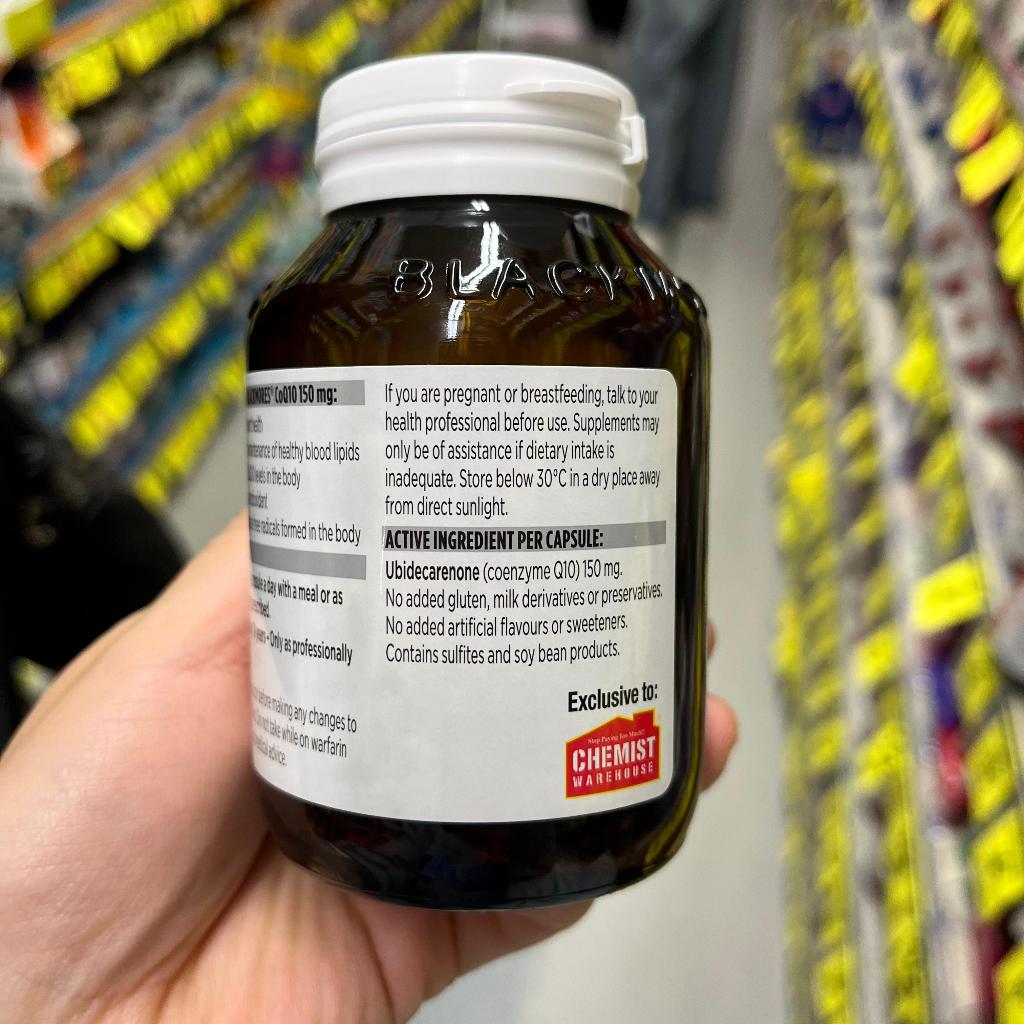 BLACKM
CoQ10 150 mg:
health
of healthy blood lipids
levels in the body
radicals formed in the body
a day with a meal or as
Only as professionally
before making any changes to
not take while on warfarin
advice.
If you are pregnant or breastfeeding, talk to your
health professional before use. Supplements may
only be of assistance if dietary intake is
inadequate. Store below 30°C in a dry place away
from direct sunlight.
ACTIVE INGREDIENT PER CAPSULE:
Ubidecarenone (coenzyme Q10) 150 mg.
No added gluten, milk derivatives or preservatives.
No added artificial flavours or sweeteners.
Contains sulfites and soy bean products.
Exclusive to:
Stop Paying Too Much!
CHEMIST
WAREHOUSE